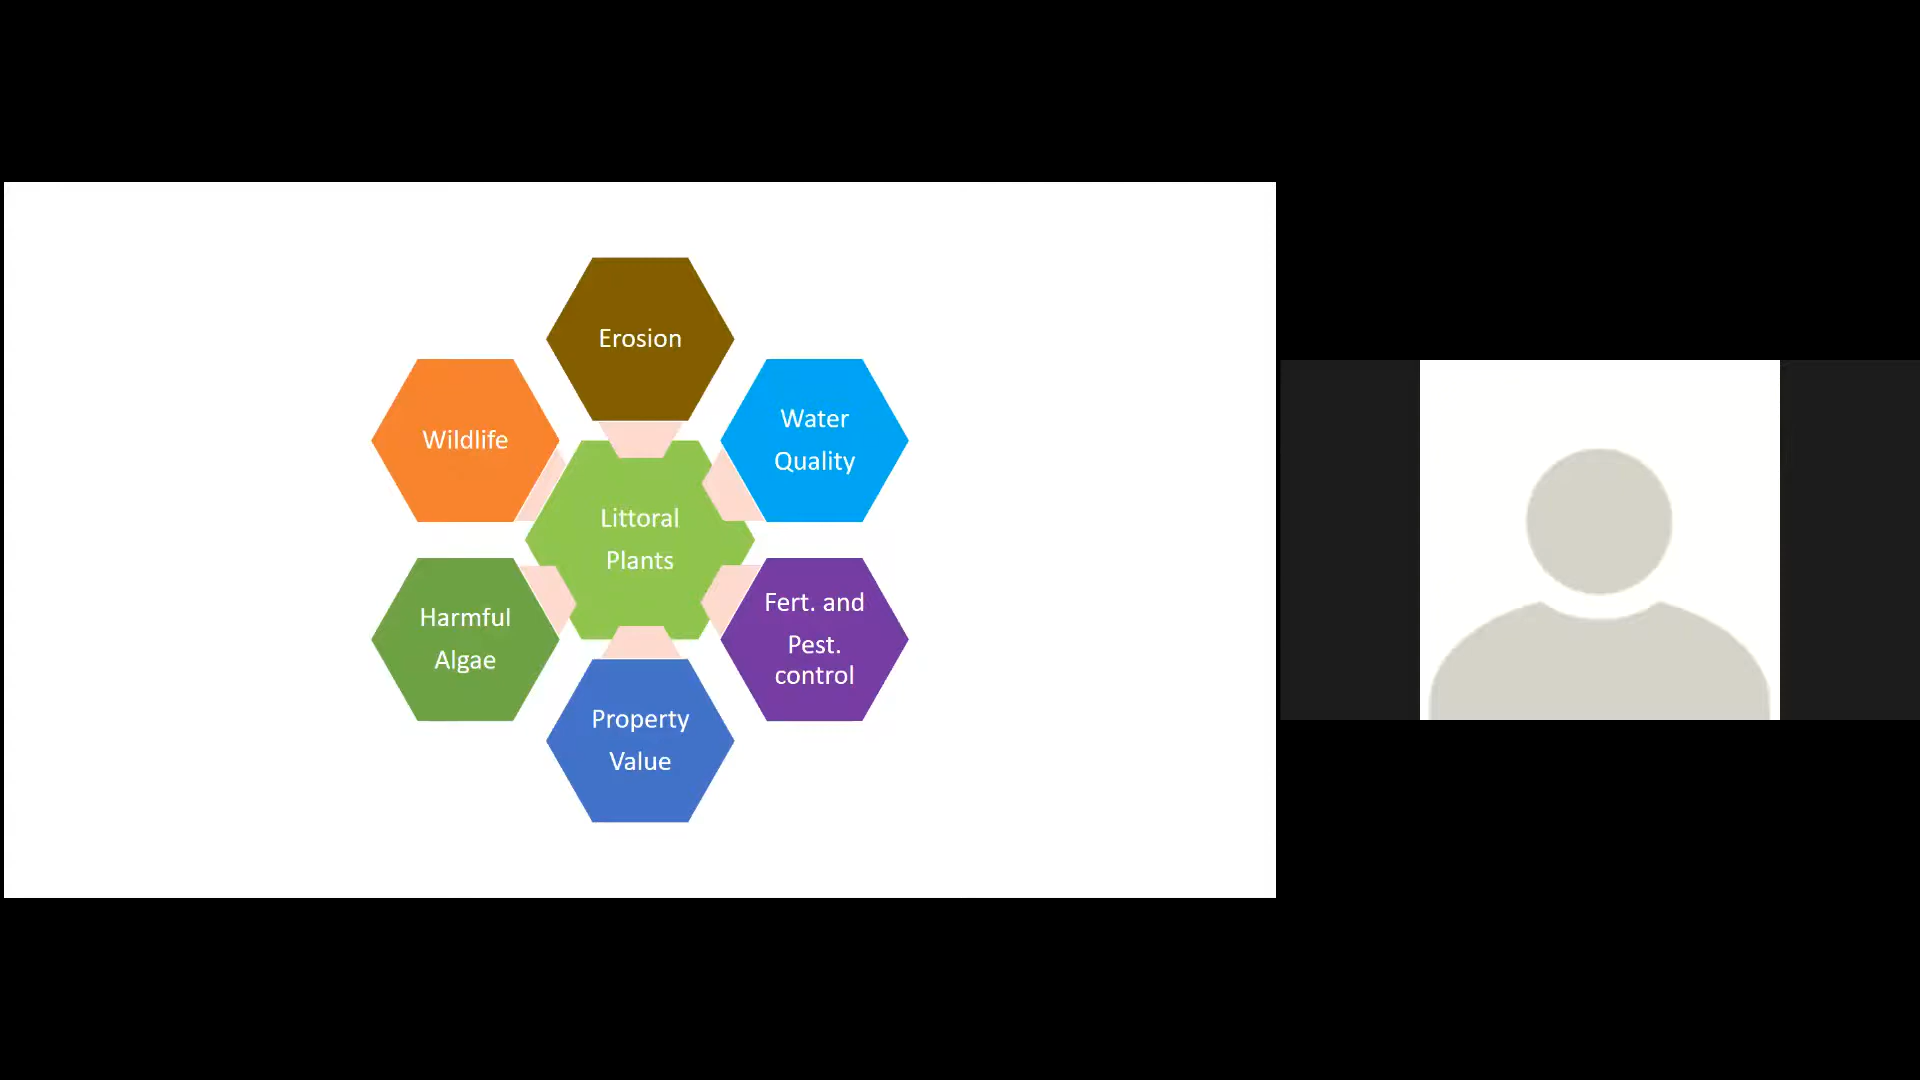 Erosion
Water
Quality
Wildlife
Littoral
Plants
Fert. and
Pest.
control
Harmful
Algae
Property
Value